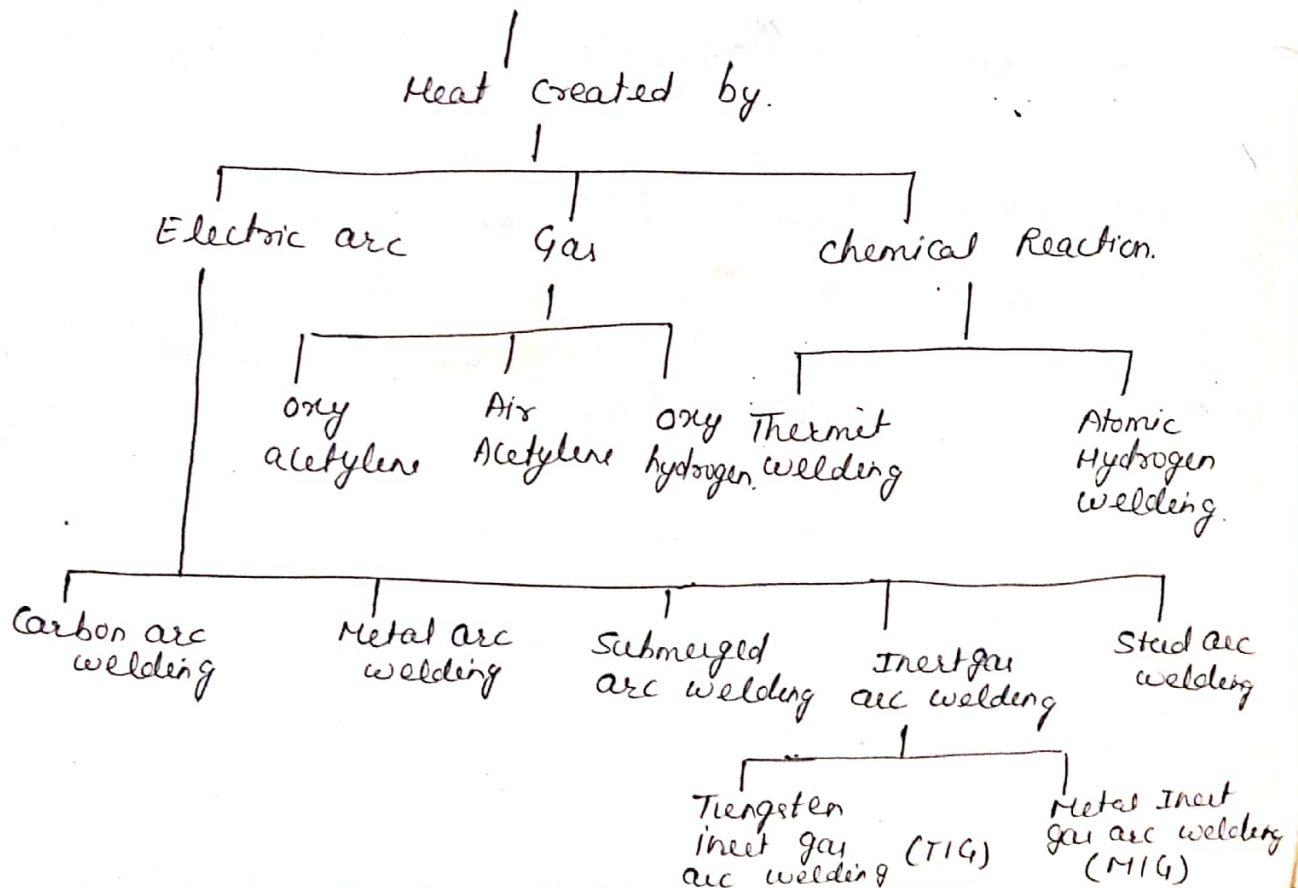 Heat created by.
Electric arc
Gas
Chemical Reaction.
Oxy
acetylene
Air
Acetylene
Oxy
hydrogen.
Thermit
welding
Atomic
Hydrogen
welding.
Carbon arc
welding
Metal arc
welding
Submerged
arc welding
Inert gas
arc welding
Stud arc
welding
Tungsten
inert gas
arc welding
(TIG)
Metal Inert
gas arc welding
(MIG)